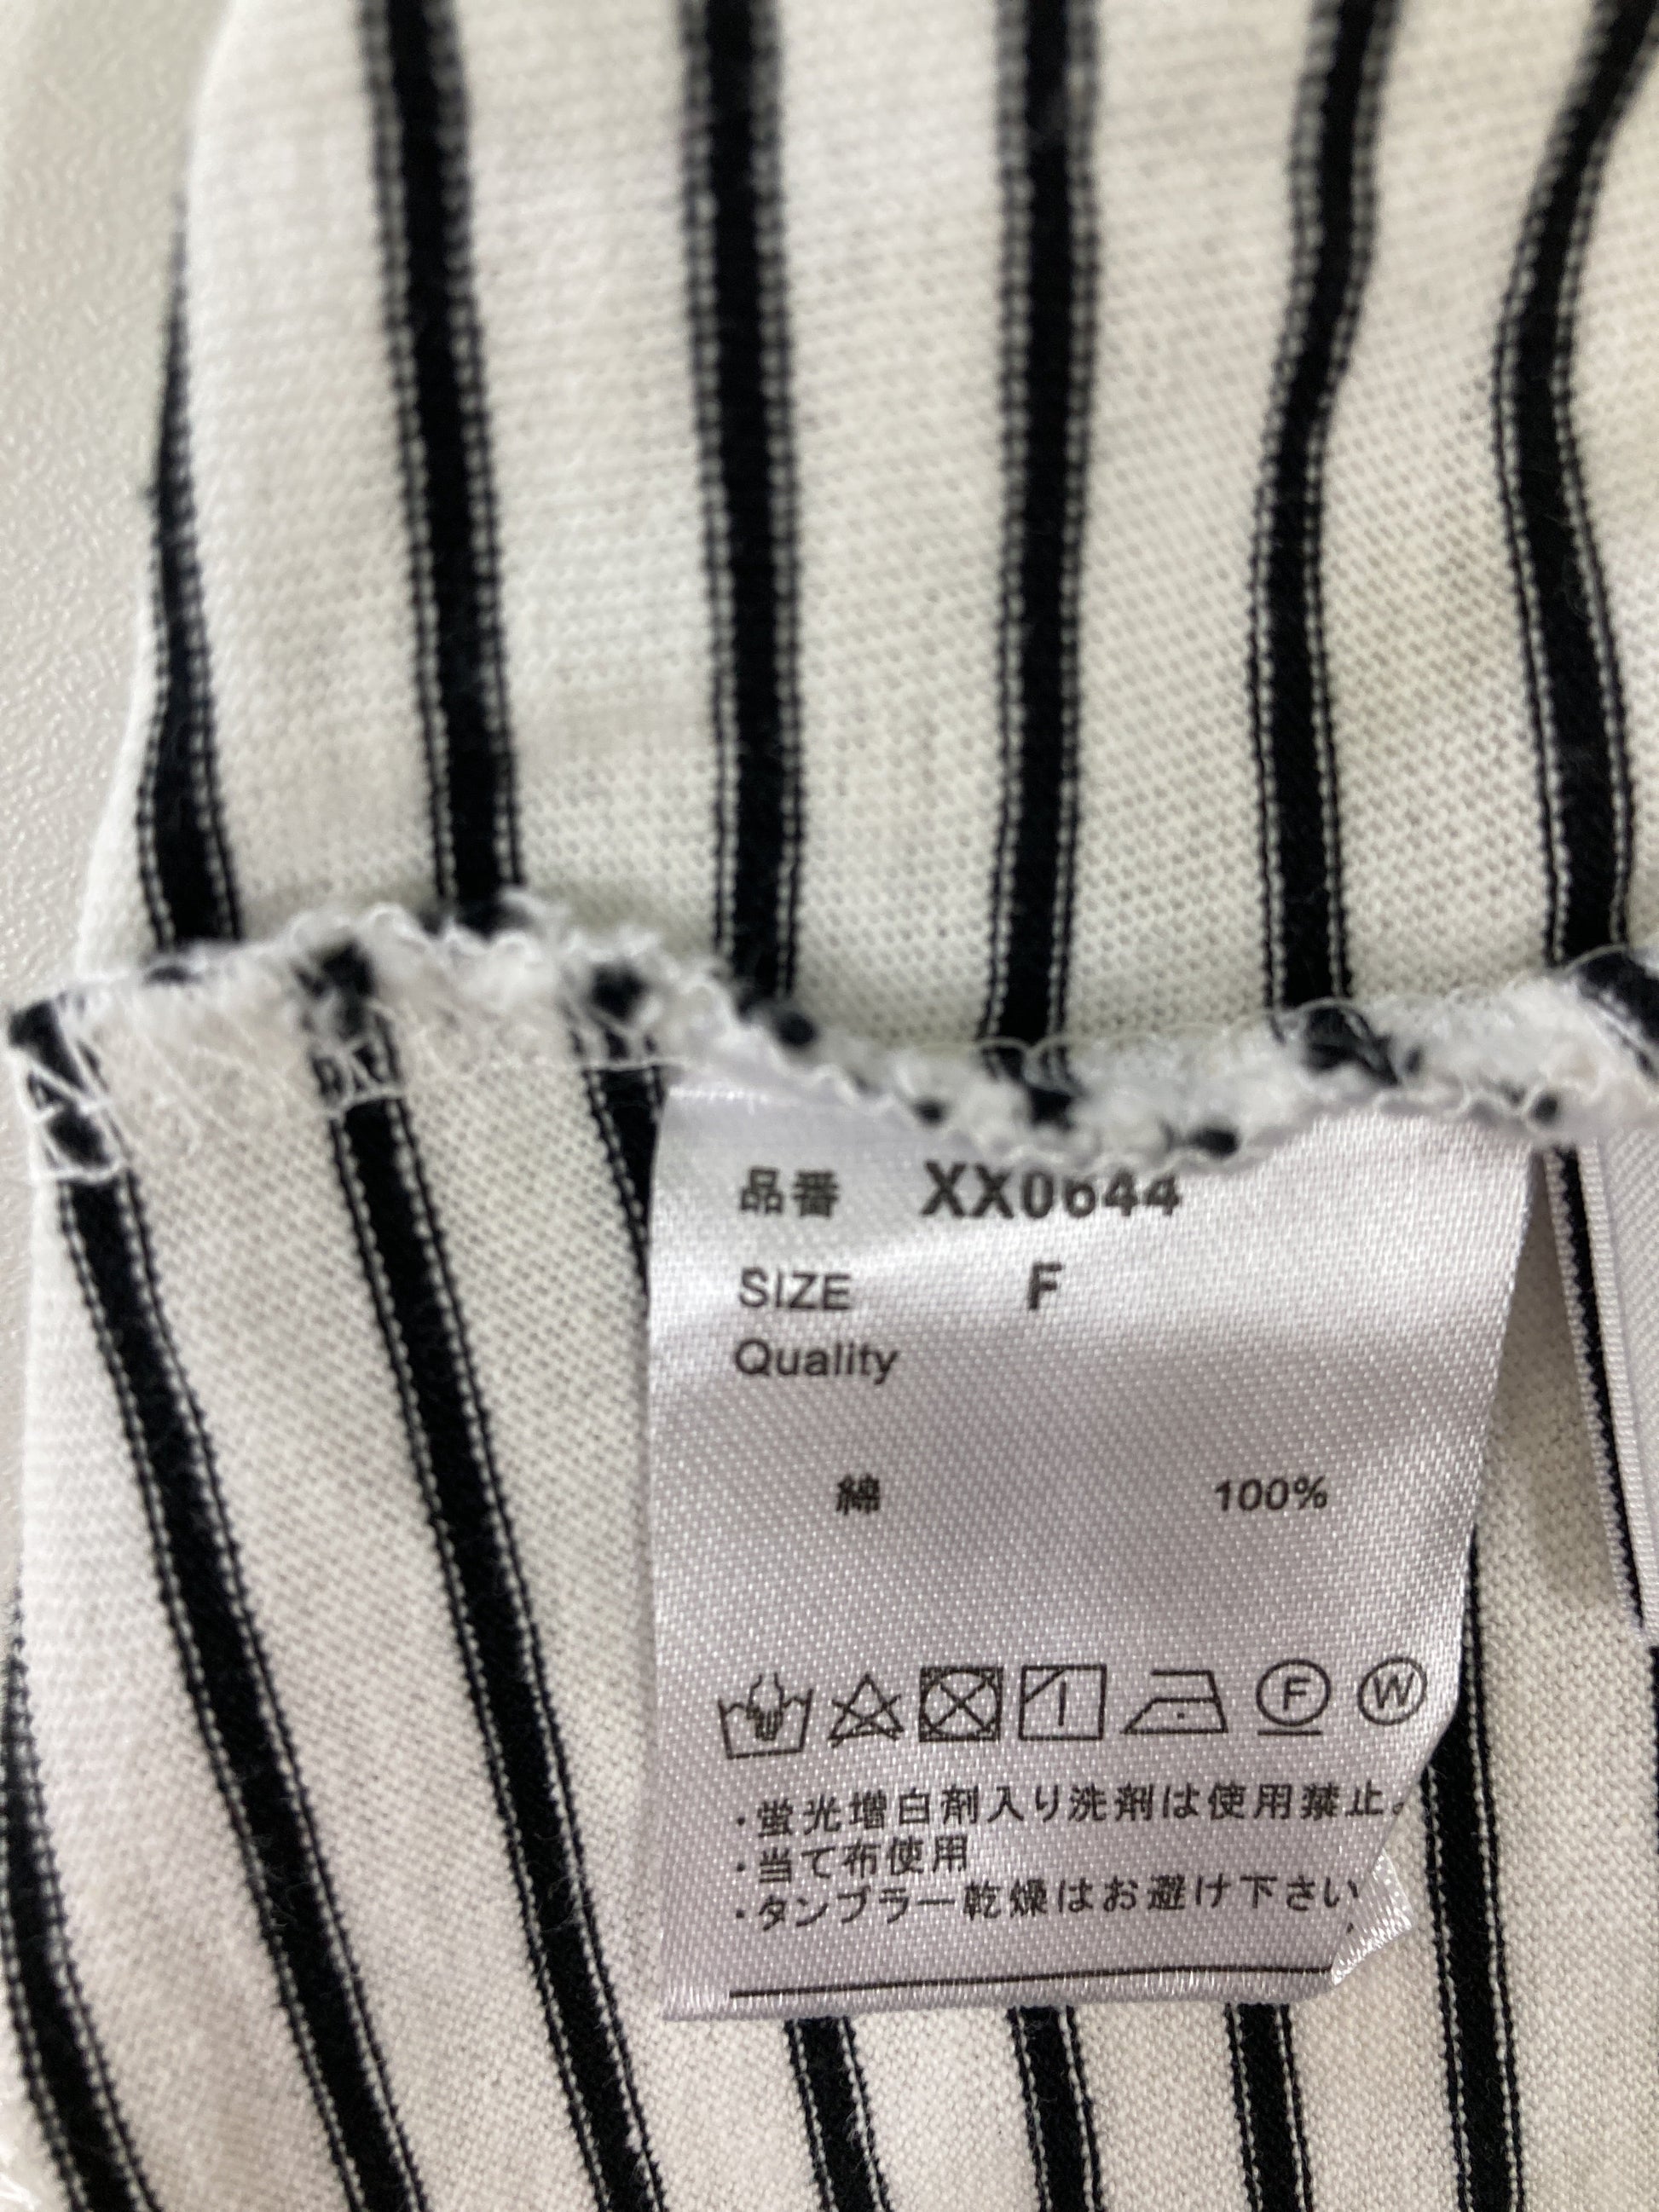 品番 XX0644
SIZE F
Quality
綿 100%
F W
・蛍光増白剤入り洗剤は使用禁止。
・当て布使用
・タンブラー乾燥はお避け下さい